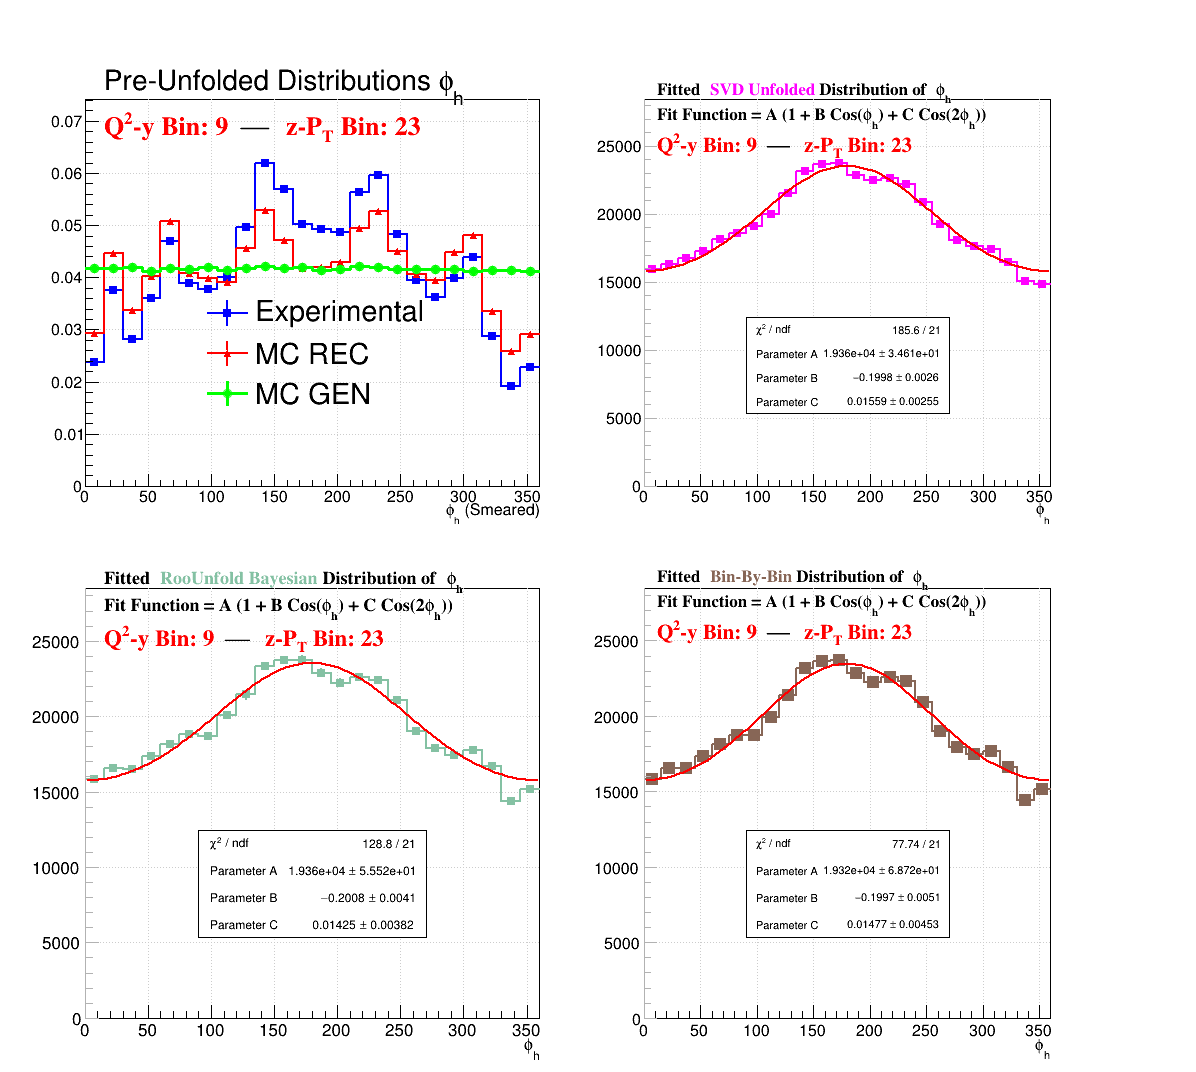 Pre-Unfolded Distributions ϕh
Q²-y Bin: 9 — z-PT Bin: 23
0.07
0.06
0.05
0.04
0.03
0.02
0.01
0
Experimental
MC REC
MC GEN
0 50 100 150 200 250 300 350
ϕh (Smeared)
Fitted SVD Unfolded Distribution of ϕh
Fit Function = A (1 + B Cos(ϕh) + C Cos(2ϕh))
Q²-y Bin: 9 — z-PT Bin: 23
25000
20000
15000
10000
5000
0
χ² / ndf 185.6 / 21
Parameter A 1.936e+04 ± 3.461e+01
Parameter B −0.1998 ± 0.0026
Parameter C 0.01559 ± 0.00255
0 50 100 150 200 250 300 350
ϕh
Fitted RooUnfold Bayesian Distribution of ϕh
Fit Function = A (1 + B Cos(ϕh) + C Cos(2ϕh))
Q²-y Bin: 9 — z-PT Bin: 23
25000
20000
15000
10000
5000
0
χ² / ndf 128.8 / 21
Parameter A 1.936e+04 ± 5.552e+01
Parameter B −0.2008 ± 0.0041
Parameter C 0.01425 ± 0.00382
0 50 100 150 200 250 300 350
ϕh
Fitted Bin-By-Bin Distribution of ϕh
Fit Function = A (1 + B Cos(ϕh) + C Cos(2ϕh))
Q²-y Bin: 9 — z-PT Bin: 23
25000
20000
15000
10000
5000
0
χ² / ndf 77.74 / 21
Parameter A 1.932e+04 ± 6.872e+01
Parameter B −0.1997 ± 0.0051
Parameter C 0.01477 ± 0.00453
0 50 100 150 200 250 300 350
ϕh